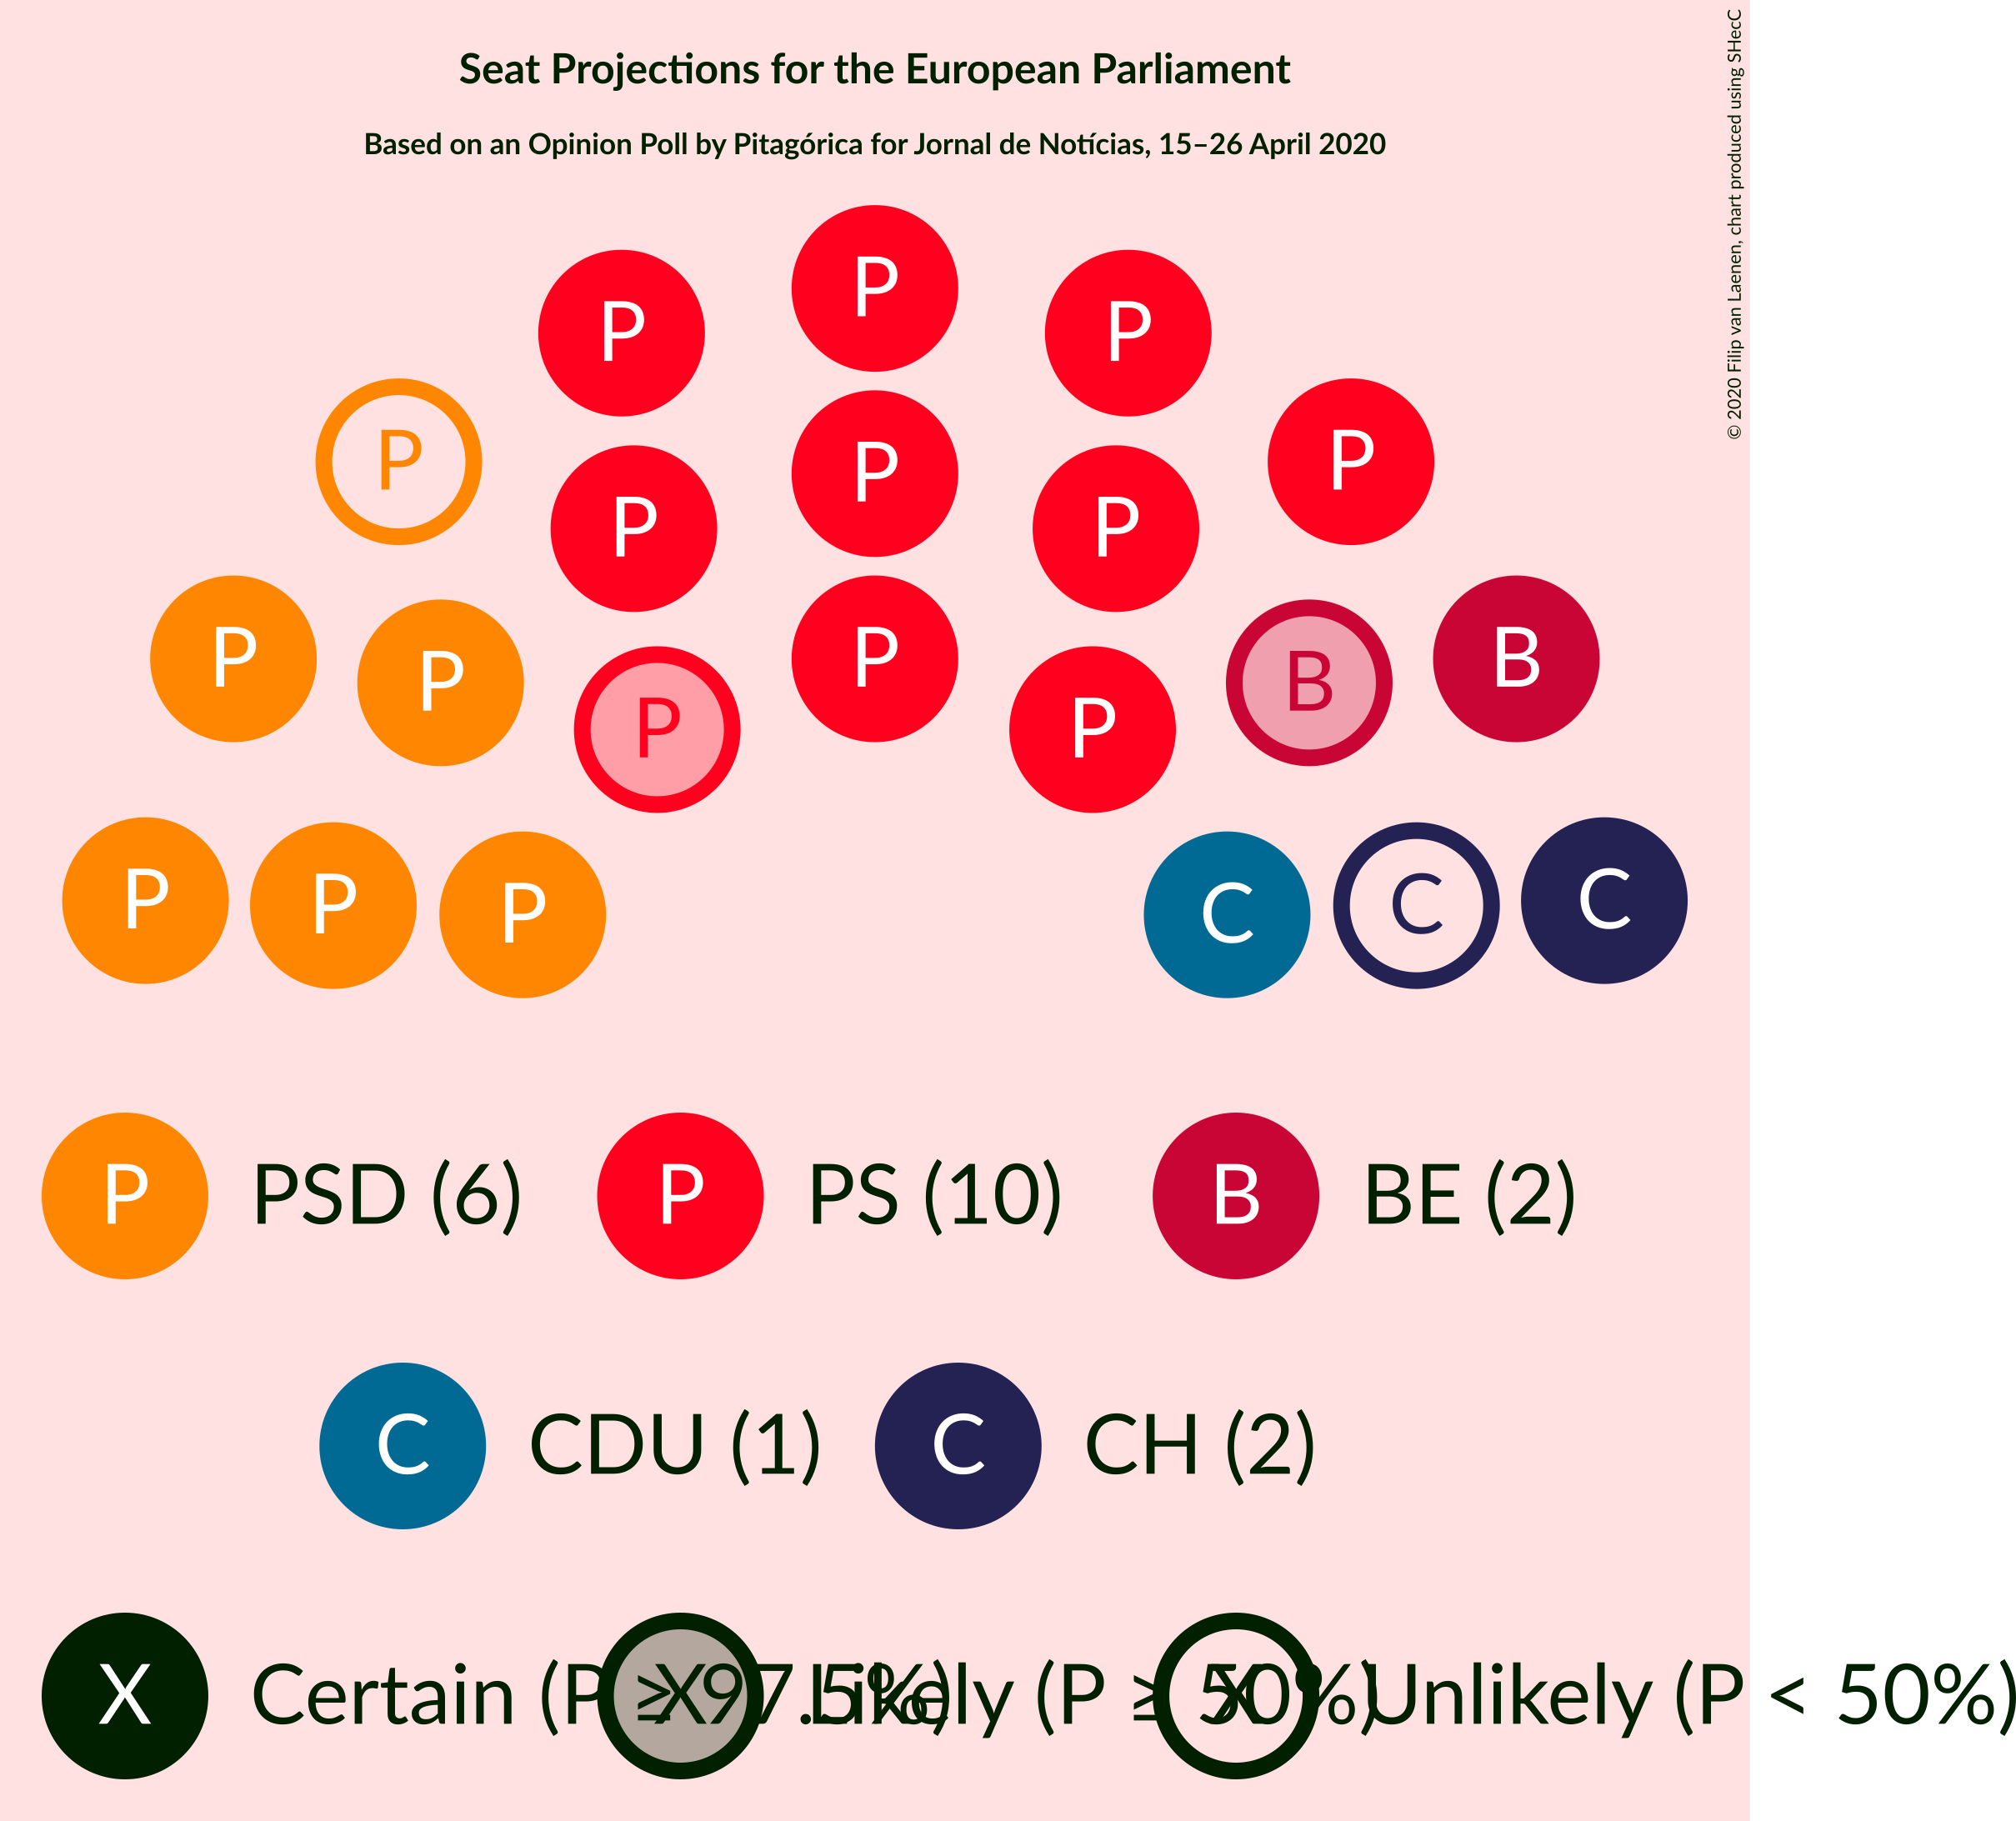 Seat Projections for the European Parliament
Based on an Opinion Poll by Pitagórica for Jornal de Notícias, 15–26 April 2020
© 2020 Filip van Laenen, chart produced using SHecC
P
P P
P P
P
P P
P P B
P P B
P P
P P P C C C
P PSD (6) P PS (10) B BE (2)
C CDU (1) C CH (2)
X Certain (P ≥ 97.5%) X Likely (P ≥ 50%) X Unlikely (P < 50%)